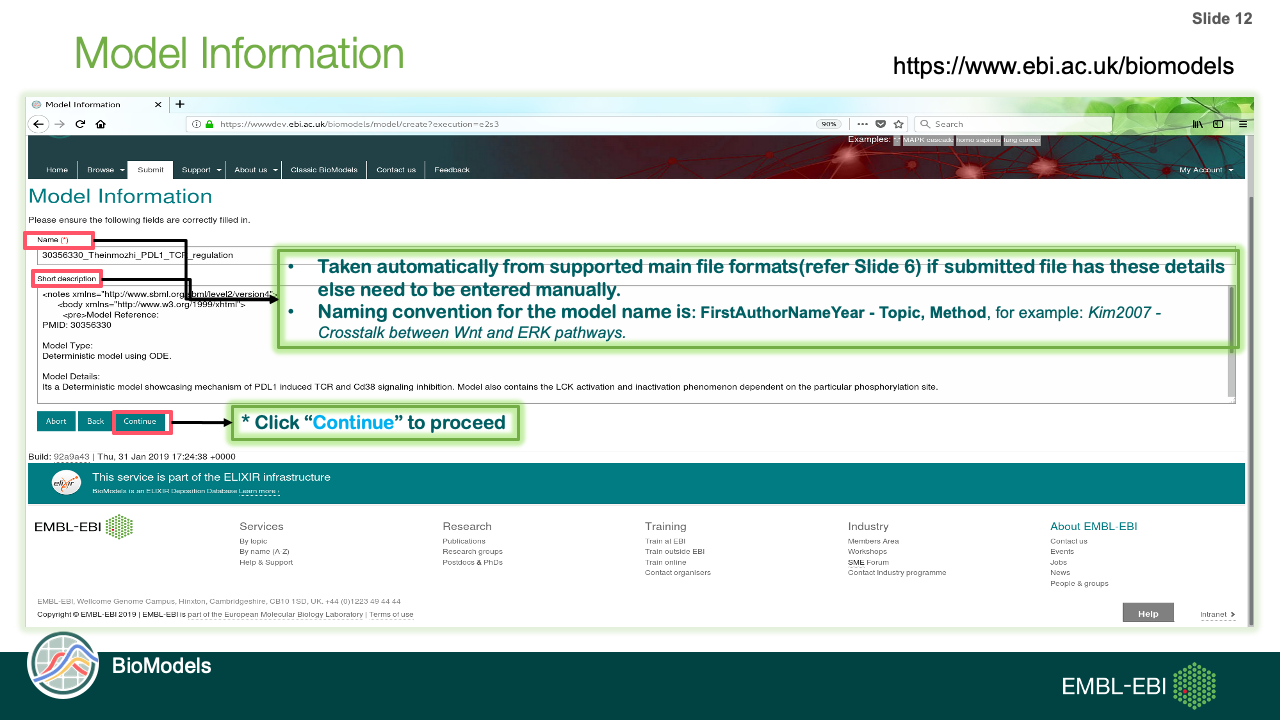 Slide 12
Model Information
https://www.ebi.ac.uk/biomodels
Model Information × +
https://wwwdev.ebi.ac.uk/biomodels/model/create?execution=e2s3
90%
Search
Examples: MAPK cascade homo sapiens lung cancer
Home Browse Submit Support About us Classic BioModels Contact us Feedback My Account
Model Information
Please ensure the following fields are correctly filled in.
Name (*)
30356330_Theinmozhi_PDL1_TCR_regulation
Short description
<notes xmlns="http://www.sbml.org/sbml/level2/version4">
<body xmlns="http://www.w3.org/1999/xhtml">
<pre>Model Reference:
PMID: 30356330
Model Type:
Deterministic model using ODE.
Model Details:
Its a Deterministic model showcasing mechanism of PDL1 induced TCR and Cd38 signaling inhibition. Model also contains the LCK activation and inactivation phenomenon dependent on the particular phosphorylation site.
• Taken automatically from supported main file formats(refer Slide 6) if submitted file has these details
else need to be entered manually.
• Naming convention for the model name is: FirstAuthorNameYear - Topic, Method, for example: Kim2007 -
Crosstalk between Wnt and ERK pathways.
Abort Back Continue
* Click “Continue” to proceed
Build: 92a9a43 | Thu, 31 Jan 2019 17:24:38 +0000
elixir
This service is part of the ELIXIR infrastructure
BioModels is an ELIXIR Deposition Database Learn more ›
EMBL-EBI
Services
By topic
By name (A-Z)
Help & Support
Research
Publications
Research groups
Postdocs & PhDs
Training
Train at EBI
Train outside EBI
Train online
Contact organisers
Industry
Members Area
Workshops
SME Forum
Contact Industry programme
About EMBL-EBI
Contact us
Events
Jobs
News
People & groups
EMBL-EBI, Wellcome Genome Campus, Hinxton, Cambridgeshire, CB10 1SD, UK. +44 (0)1223 49 44 44
Copyright © EMBL-EBI 2019 | EMBL-EBI is part of the European Molecular Biology Laboratory | Terms of use
Help
Intranet
BioModels
EMBL-EBI